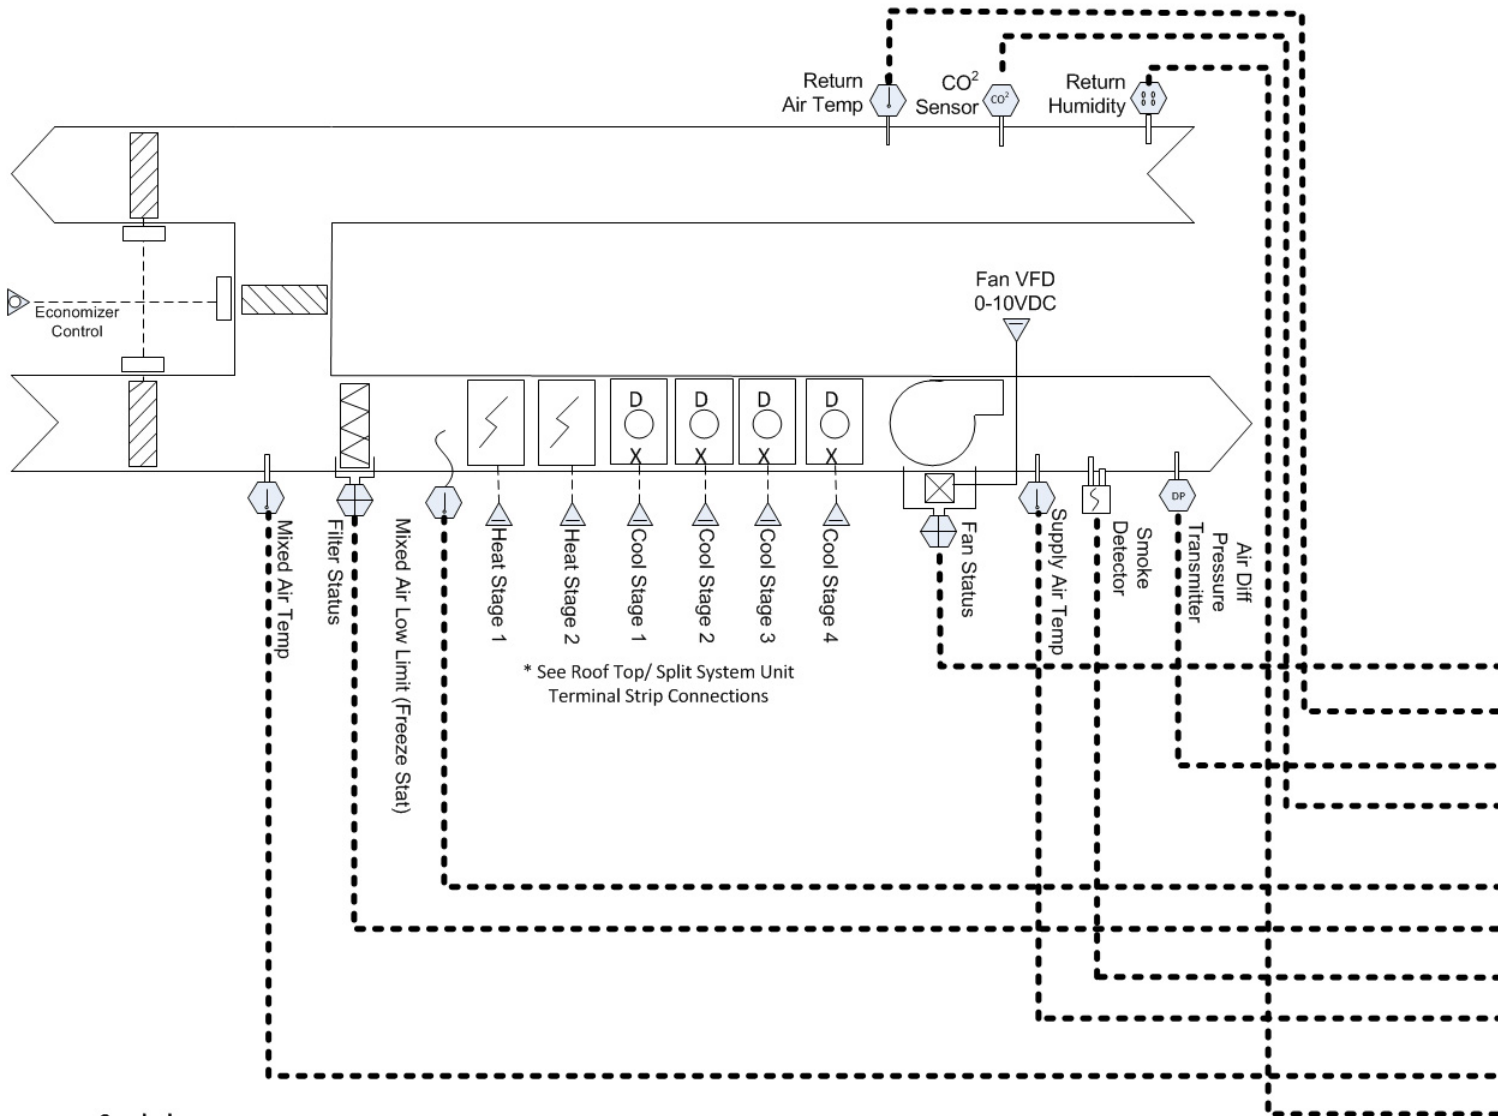 Return
Air Temp
CO²
Sensor
CO²
Return
Humidity
Economizer
Control
Fan VFD
0-10VDC
D
X
D
X
D
X
D
X
DP
Mixed Air Temp
Filter Status
Mixed Air Low Limit (Freeze Stat)
Heat Stage 1
Heat Stage 2
Cool Stage 1
Cool Stage 2
Cool Stage 3
Cool Stage 4
Fan Status
Supply Air Temp
Smoke
Detector
Air Diff
Pressure
Transmitter
* See Roof Top/ Split System Unit
Terminal Strip Connections